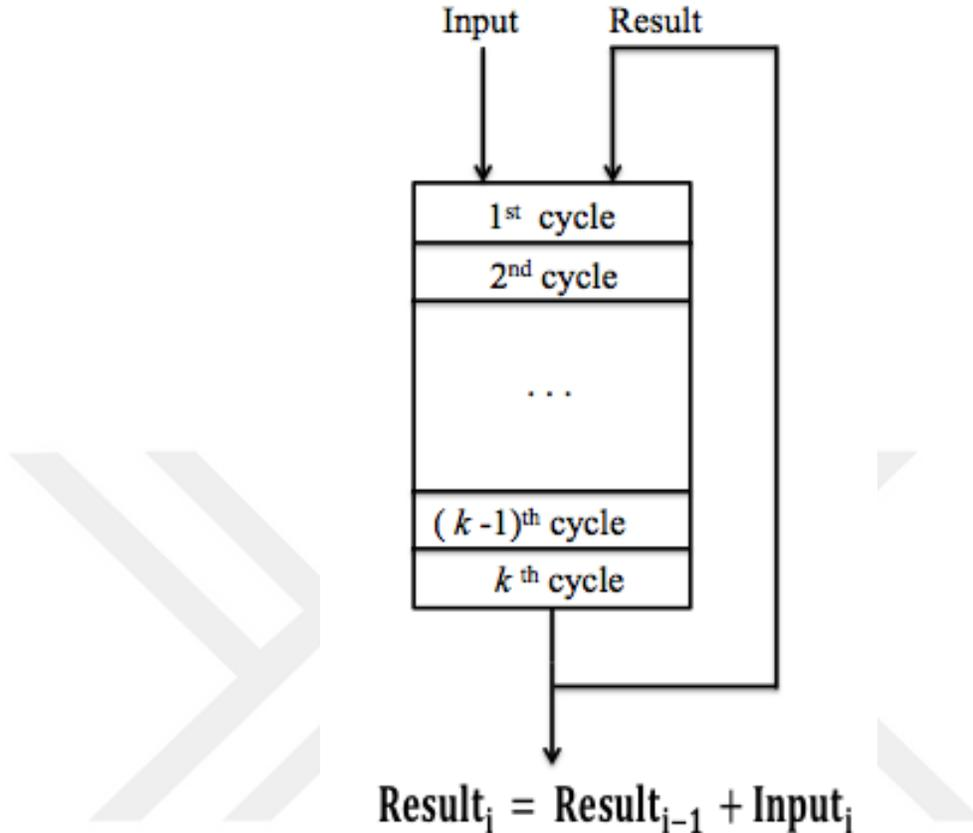 Input Result
1st cycle
2nd cycle
. . .
( k -1)th cycle
k th cycle
Resulti = Resulti−1 + Inputi